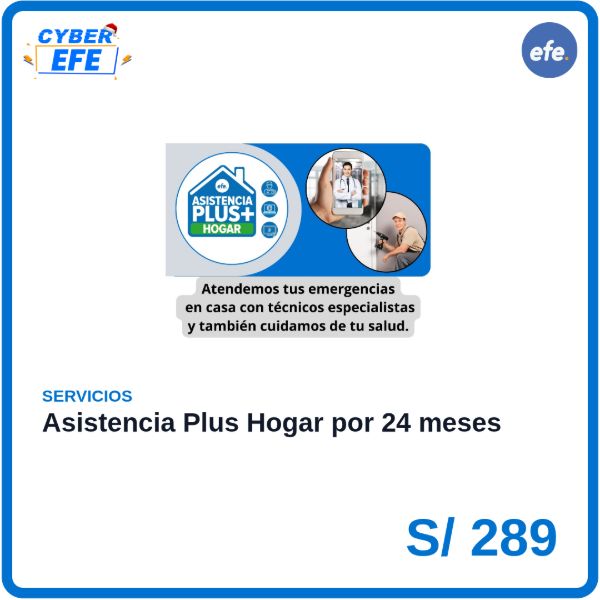 CYBER
EFE
efe.
efe
ASISTENCIA
PLUS+
HOGAR
Atendemos tus emergencias
en casa con técnicos especialistas
y también cuidamos de tu salud.
SERVICIOS
Asistencia Plus Hogar por 24 meses
S/ 289